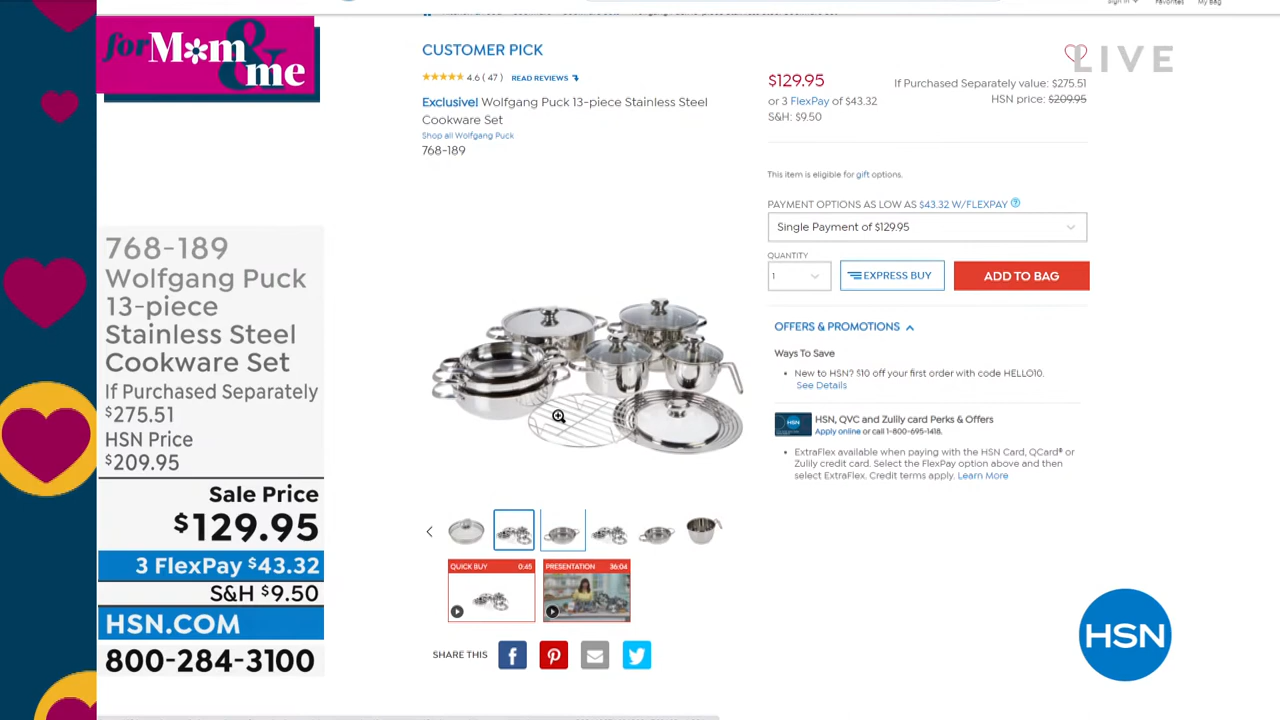 Sign In
Favorites
My Bag
for Mom
&
me
CUSTOMER PICK
4.6 (47) READ REVIEWS
Exclusive! Wolfgang Puck 13-piece Stainless Steel
Cookware Set
Shop all Wolfgang Puck
768-189
LIVE
$129.95
If Purchased Separately value: $275.51
or 3 FlexPay of $43.32
HSN price: $209.95
S&H: $9.50
This item is eligible for gift options.
PAYMENT OPTIONS AS LOW AS $43.32 W/FLEXPAY
Single Payment of $129.95
QUANTITY
1
EXPRESS BUY
ADD TO BAG
OFFERS & PROMOTIONS
Ways To Save
New to HSN? $10 off your first order with code HELLO10.
See Details
HSN, QVC and Zulily card Perks & Offers
Apply online or call 1-800-695-1418.
ExtraFlex available when paying with the HSN Card, QCard® or
Zulily credit card. Select the FlexPay option above and then
select ExtraFlex. Credit terms apply. Learn More
768-189
Wolfgang Puck
13-piece
Stainless Steel
Cookware Set
If Purchased Separately
$275.51
HSN Price
$209.95
Sale Price
$129.95
3 FlexPay $43.32
S&H $9.50
HSN.COM
800-284-3100
QUICK BUY 0:45
PRESENTATION 36:04
SHARE THIS
HSN